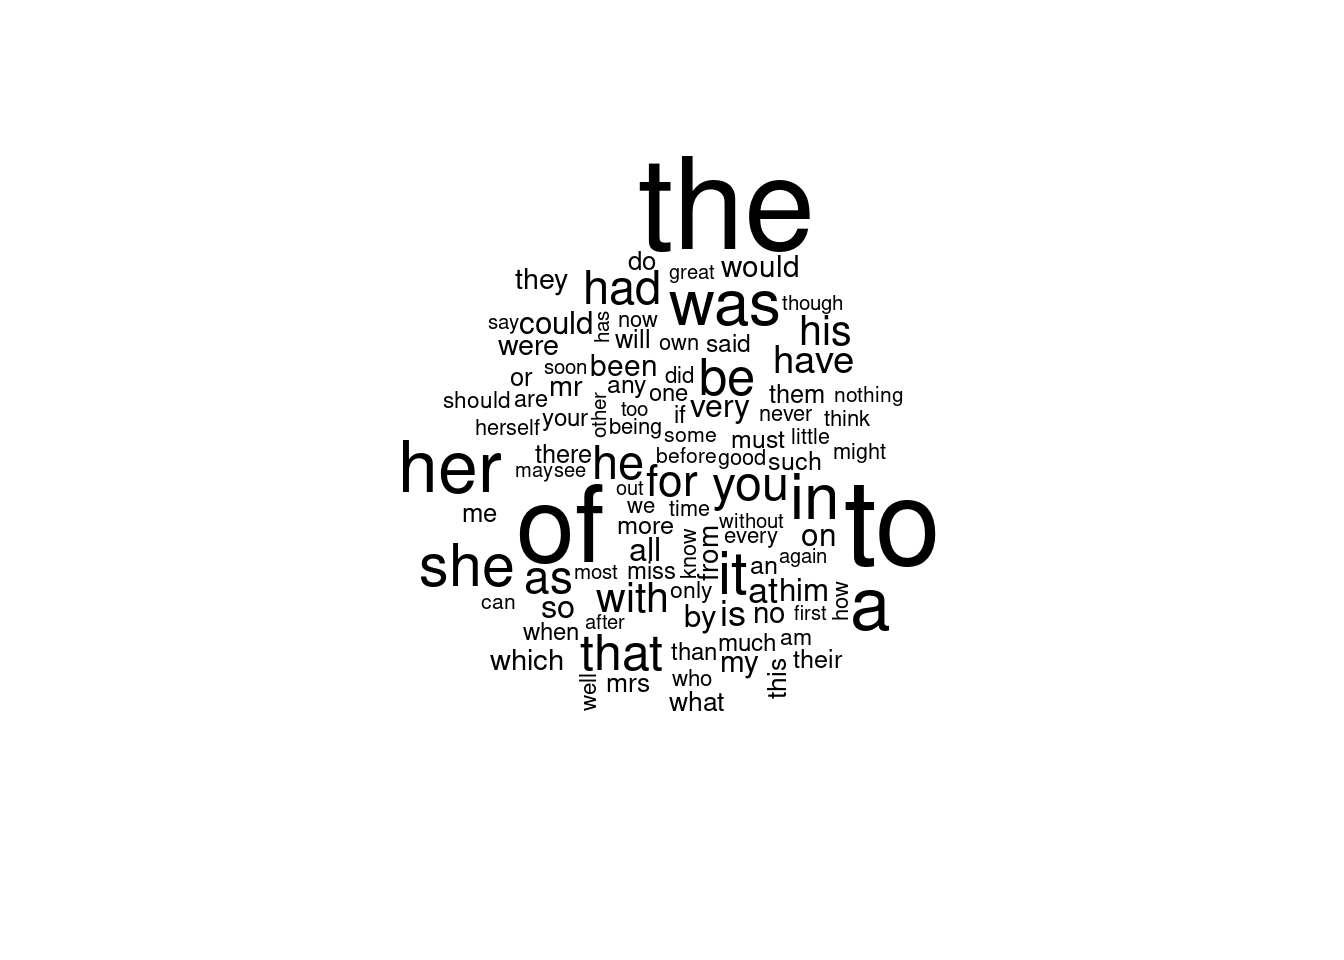 the
do
great
would
they
had
was
though
say
could
has
now
his
were
will
own
said
have
soon
been
did
be
or
mr
any
one
them
nothing
should
are
other
too
if
very
never
think
herself
your
being
some
must
little
her
there
he
before
good
such
might
may
see
out
for
you
in
to
me
of
we
time
without
more
know
from
every
on
she
as
all
most
miss
it
an
again
can
so
with
only
at
him
how
a
after
by
is
no
first
when
that
than
much
am
which
my
this
their
well
mrs
who
what